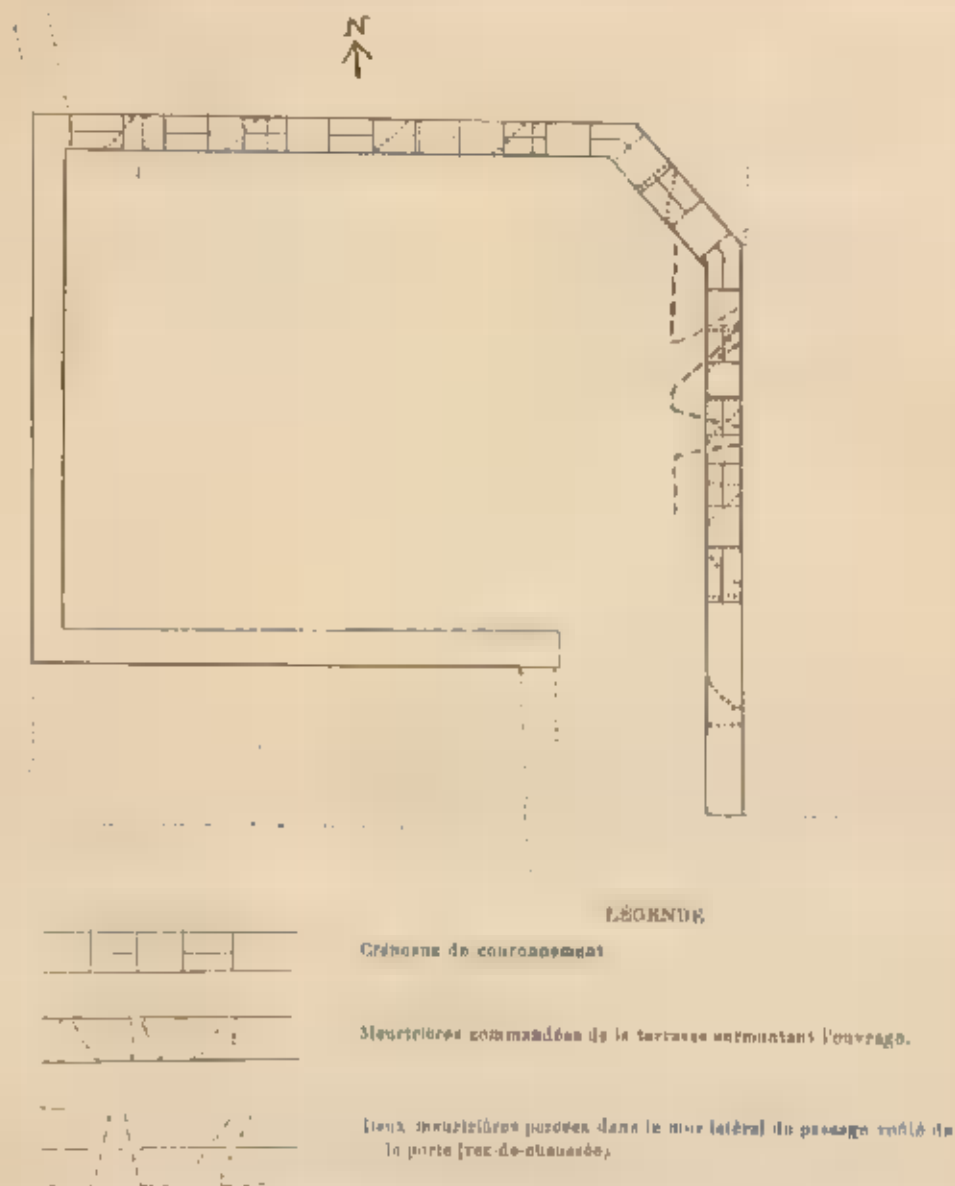 N
LÉGENDE
Créneaux de couronnement
Meurtrières commandées de la terrasse surmontant l'ouvrage.
Deux meurtrières percées dans le mur latéral du passage voûté de
la porte (rez-de-chaussée)